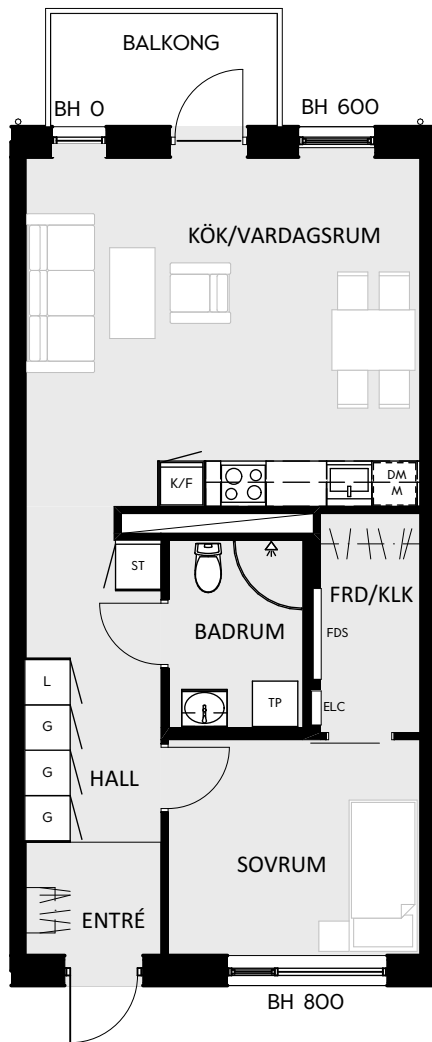 BALKONG
BH 0
BH 600
KÖK/VARDAGSRUM
K/F
DM
M
ST
FRD/KLK
BADRUM
FDS
L
TP
ELC
G
G
HALL
G
SOVRUM
ENTRÉ
BH 800